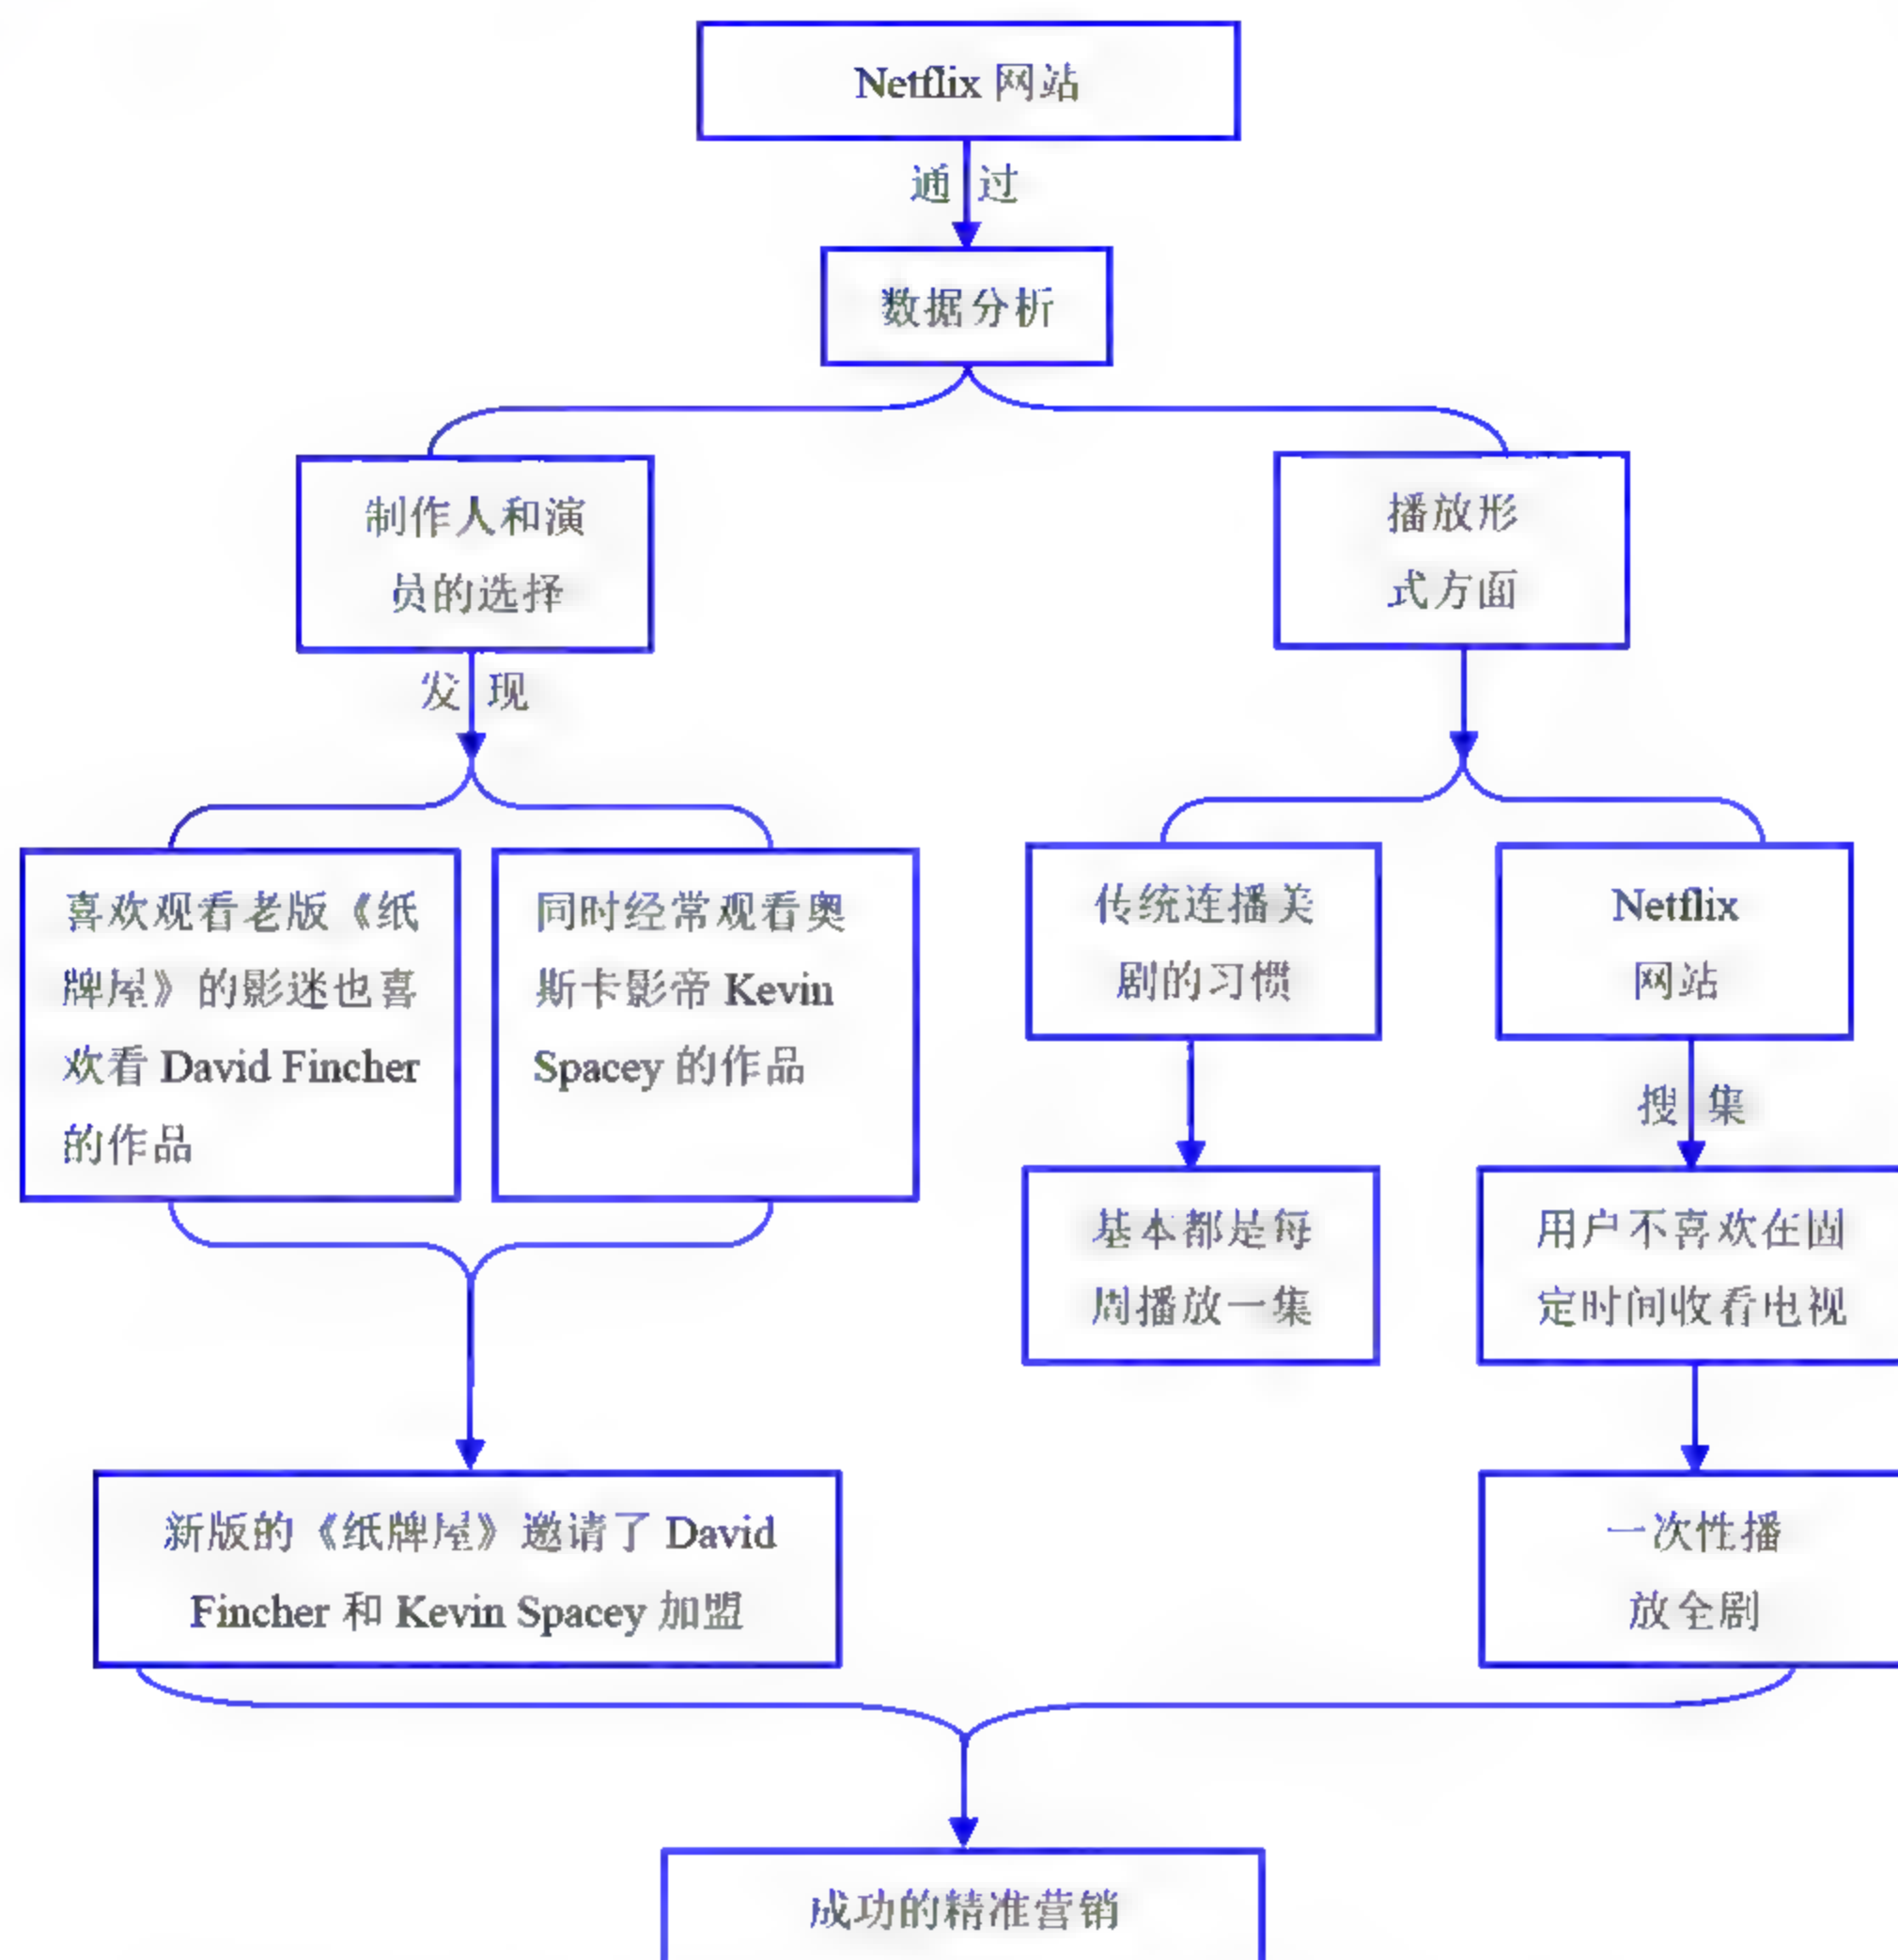 Netflix 网站
通过
数据分析
制作人和演
员的选择
播放形
式方面
发现
喜欢观看老版《纸
牌屋》的影迷也喜
欢看 David Fincher
的作品
同时经常观看奥
斯卡影帝 Kevin
Spacey 的作品
传统连播美
剧的习惯
Netflix
网站
搜集
基本都是每
周播放一集
用户不喜欢在固
定时间收看电视
新版的《纸牌屋》邀请了 David
Fincher 和 Kevin Spacey 加盟
一次性播
放全剧
成功的精准营销